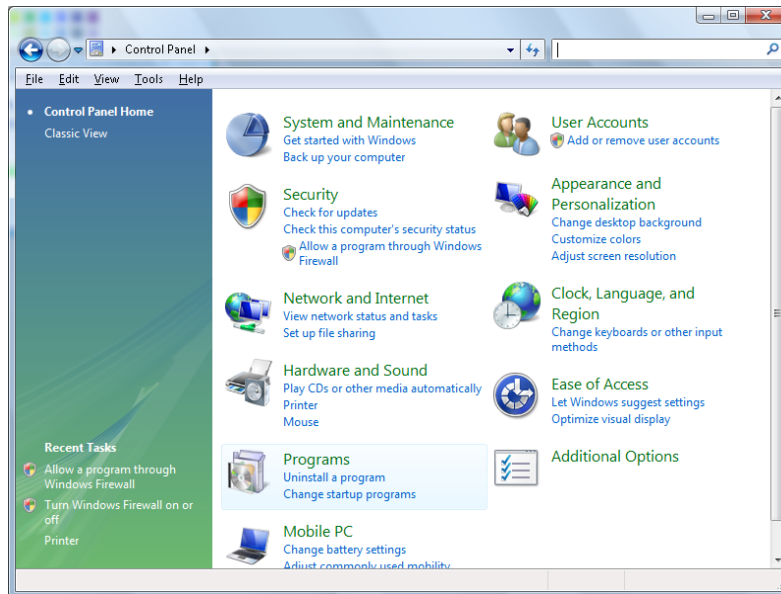 Control Panel
File Edit View Tools Help
Control Panel Home
Classic View
Recent Tasks
Allow a program through
Windows Firewall
Turn Windows Firewall on or
off
Printer
System and Maintenance
Get started with Windows
Back up your computer
Security
Check for updates
Check this computer's security status
Allow a program through Windows
Firewall
Network and Internet
View network status and tasks
Set up file sharing
Hardware and Sound
Play CDs or other media automatically
Printer
Mouse
Programs
Uninstall a program
Change startup programs
Mobile PC
Change battery settings
Adjust commonly used mobility
User Accounts
Add or remove user accounts
Appearance and
Personalization
Change desktop background
Customize colors
Adjust screen resolution
Clock, Language, and
Region
Change keyboards or other input
methods
Ease of Access
Let Windows suggest settings
Optimize visual display
Additional Options